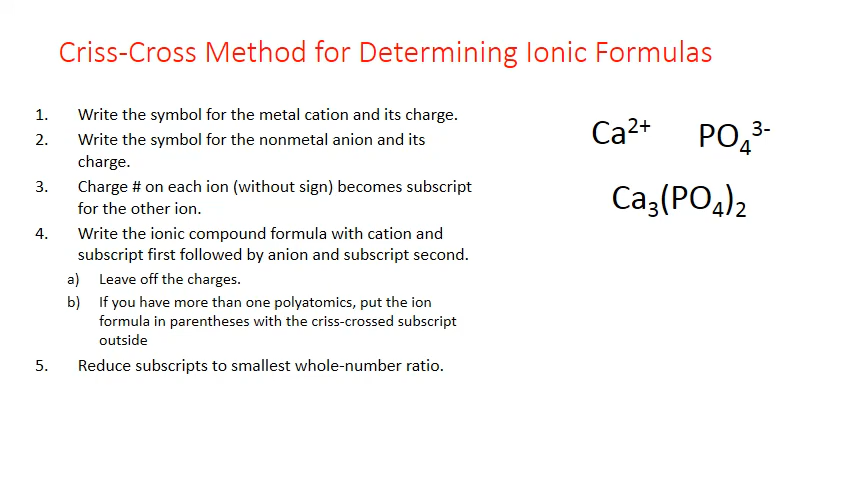 Criss-Cross Method for Determining Ionic Formulas
1. Write the symbol for the metal cation and its charge.
2. Write the symbol for the nonmetal anion and its
charge.
3. Charge # on each ion (without sign) becomes subscript
for the other ion.
4. Write the ionic compound formula with cation and
subscript first followed by anion and subscript second.
a) Leave off the charges.
b) If you have more than one polyatomics, put the ion
formula in parentheses with the criss-crossed subscript
outside
5. Reduce subscripts to smallest whole-number ratio.
Ca²⁺ PO₄³⁻
Ca₃(PO₄)₂